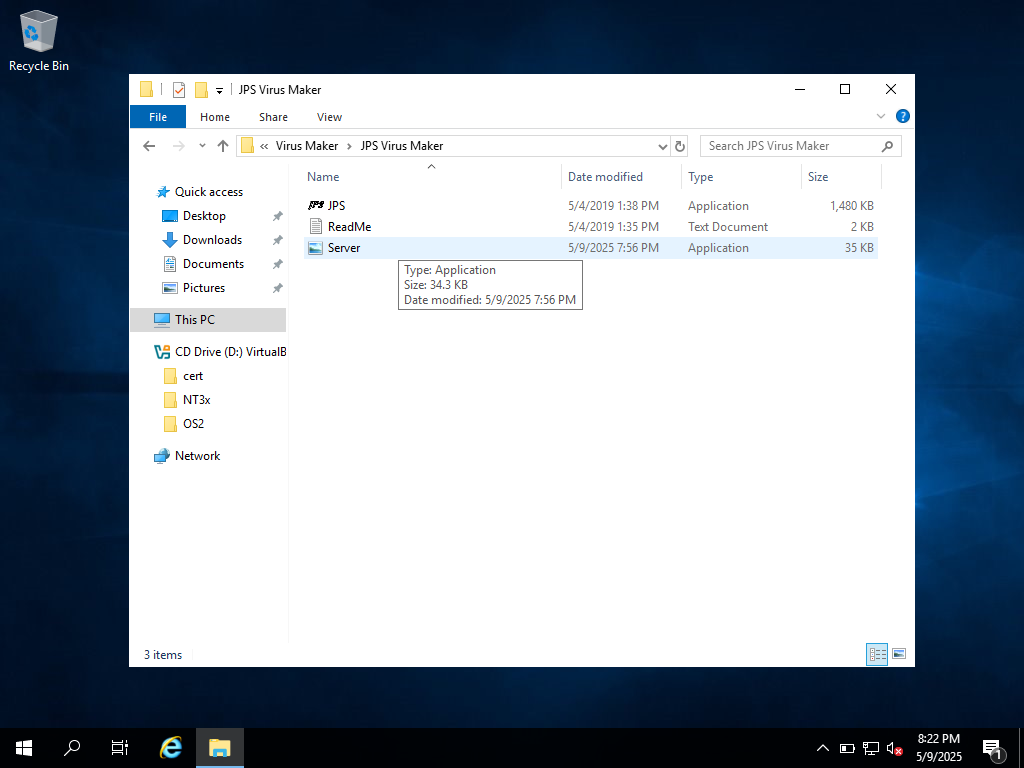 Recycle Bin
JPS Virus Maker
File Home Share View
« Virus Maker › JPS Virus Maker
Search JPS Virus Maker
Name Date modified Type Size
Quick access
Desktop
Downloads
Documents
Pictures
This PC
CD Drive (D:) VirtualB
cert
NT3x
OS2
Network
JPS JPS 5/4/2019 1:38 PM Application 1,480 KB
ReadMe 5/4/2019 1:35 PM Text Document 2 KB
Server 5/9/2025 7:56 PM Application 35 KB
Type: Application
Size: 34.3 KB
Date modified: 5/9/2025 7:56 PM
3 items
8:22 PM
5/9/2025
1